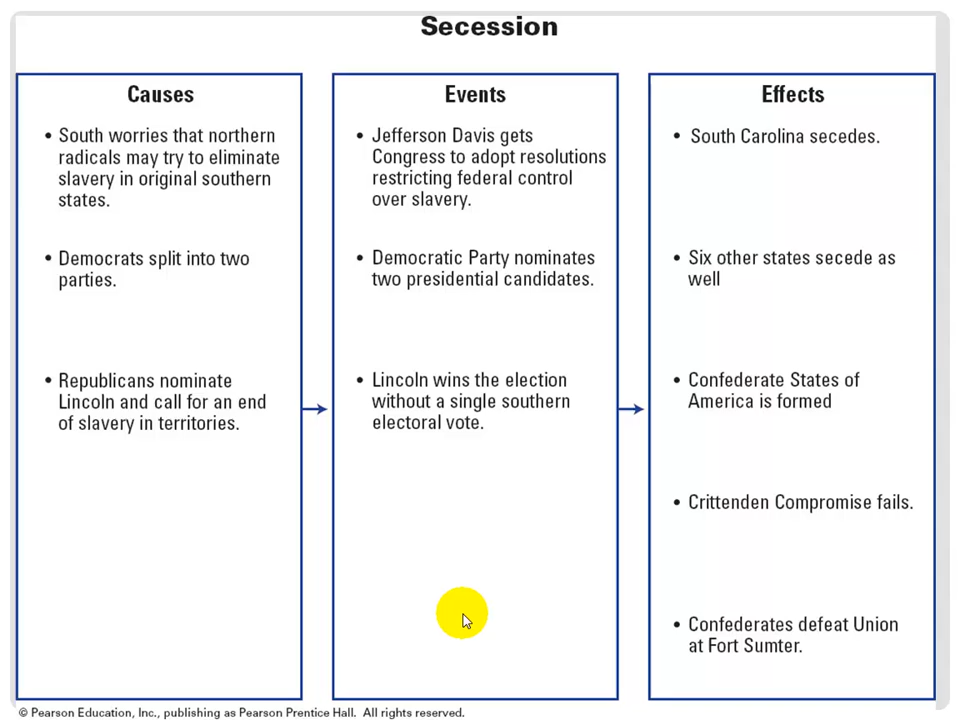 Secession
Causes
• South worries that northern
radicals may try to eliminate
slavery in original southern
states.
• Democrats split into two
parties.
• Republicans nominate
Lincoln and call for an end
of slavery in territories.
Events
• Jefferson Davis gets
Congress to adopt resolutions
restricting federal control
over slavery.
• Democratic Party nominates
two presidential candidates.
• Lincoln wins the election
without a single southern
electoral vote.
Effects
• South Carolina secedes.
• Six other states secede as
well
• Confederate States of
America is formed
• Crittenden Compromise fails.
• Confederates defeat Union
at Fort Sumter.
© Pearson Education, Inc., publishing as Pearson Prentice Hall. All rights reserved.